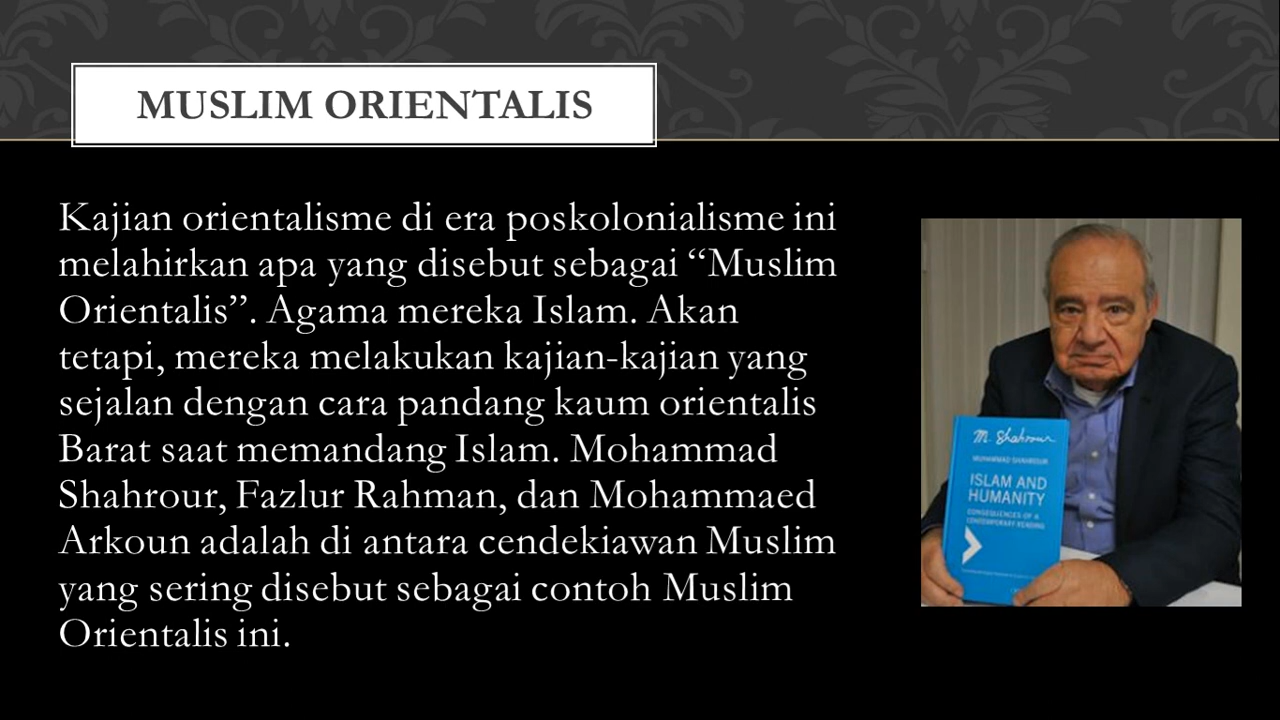 MUSLIM ORIENTALIS
Kajian orientalisme di era poskolonialisme ini
melahirkan apa yang disebut sebagai “Muslim
Orientalis”. Agama mereka Islam. Akan
tetapi, mereka melakukan kajian-kajian yang
sejalan dengan cara pandang kaum orientalis
Barat saat memandang Islam. Mohammad
Shahrour, Fazlur Rahman, dan Mohammaed
Arkoun adalah di antara cendekiawan Muslim
yang sering disebut sebagai contoh Muslim
Orientalis ini.
M. Shahrour
MUHAMMAD SHAHROUR
ISLAM AND
HUMANITY
CONSEQUENCES OF A
CONTEMPORARY READING